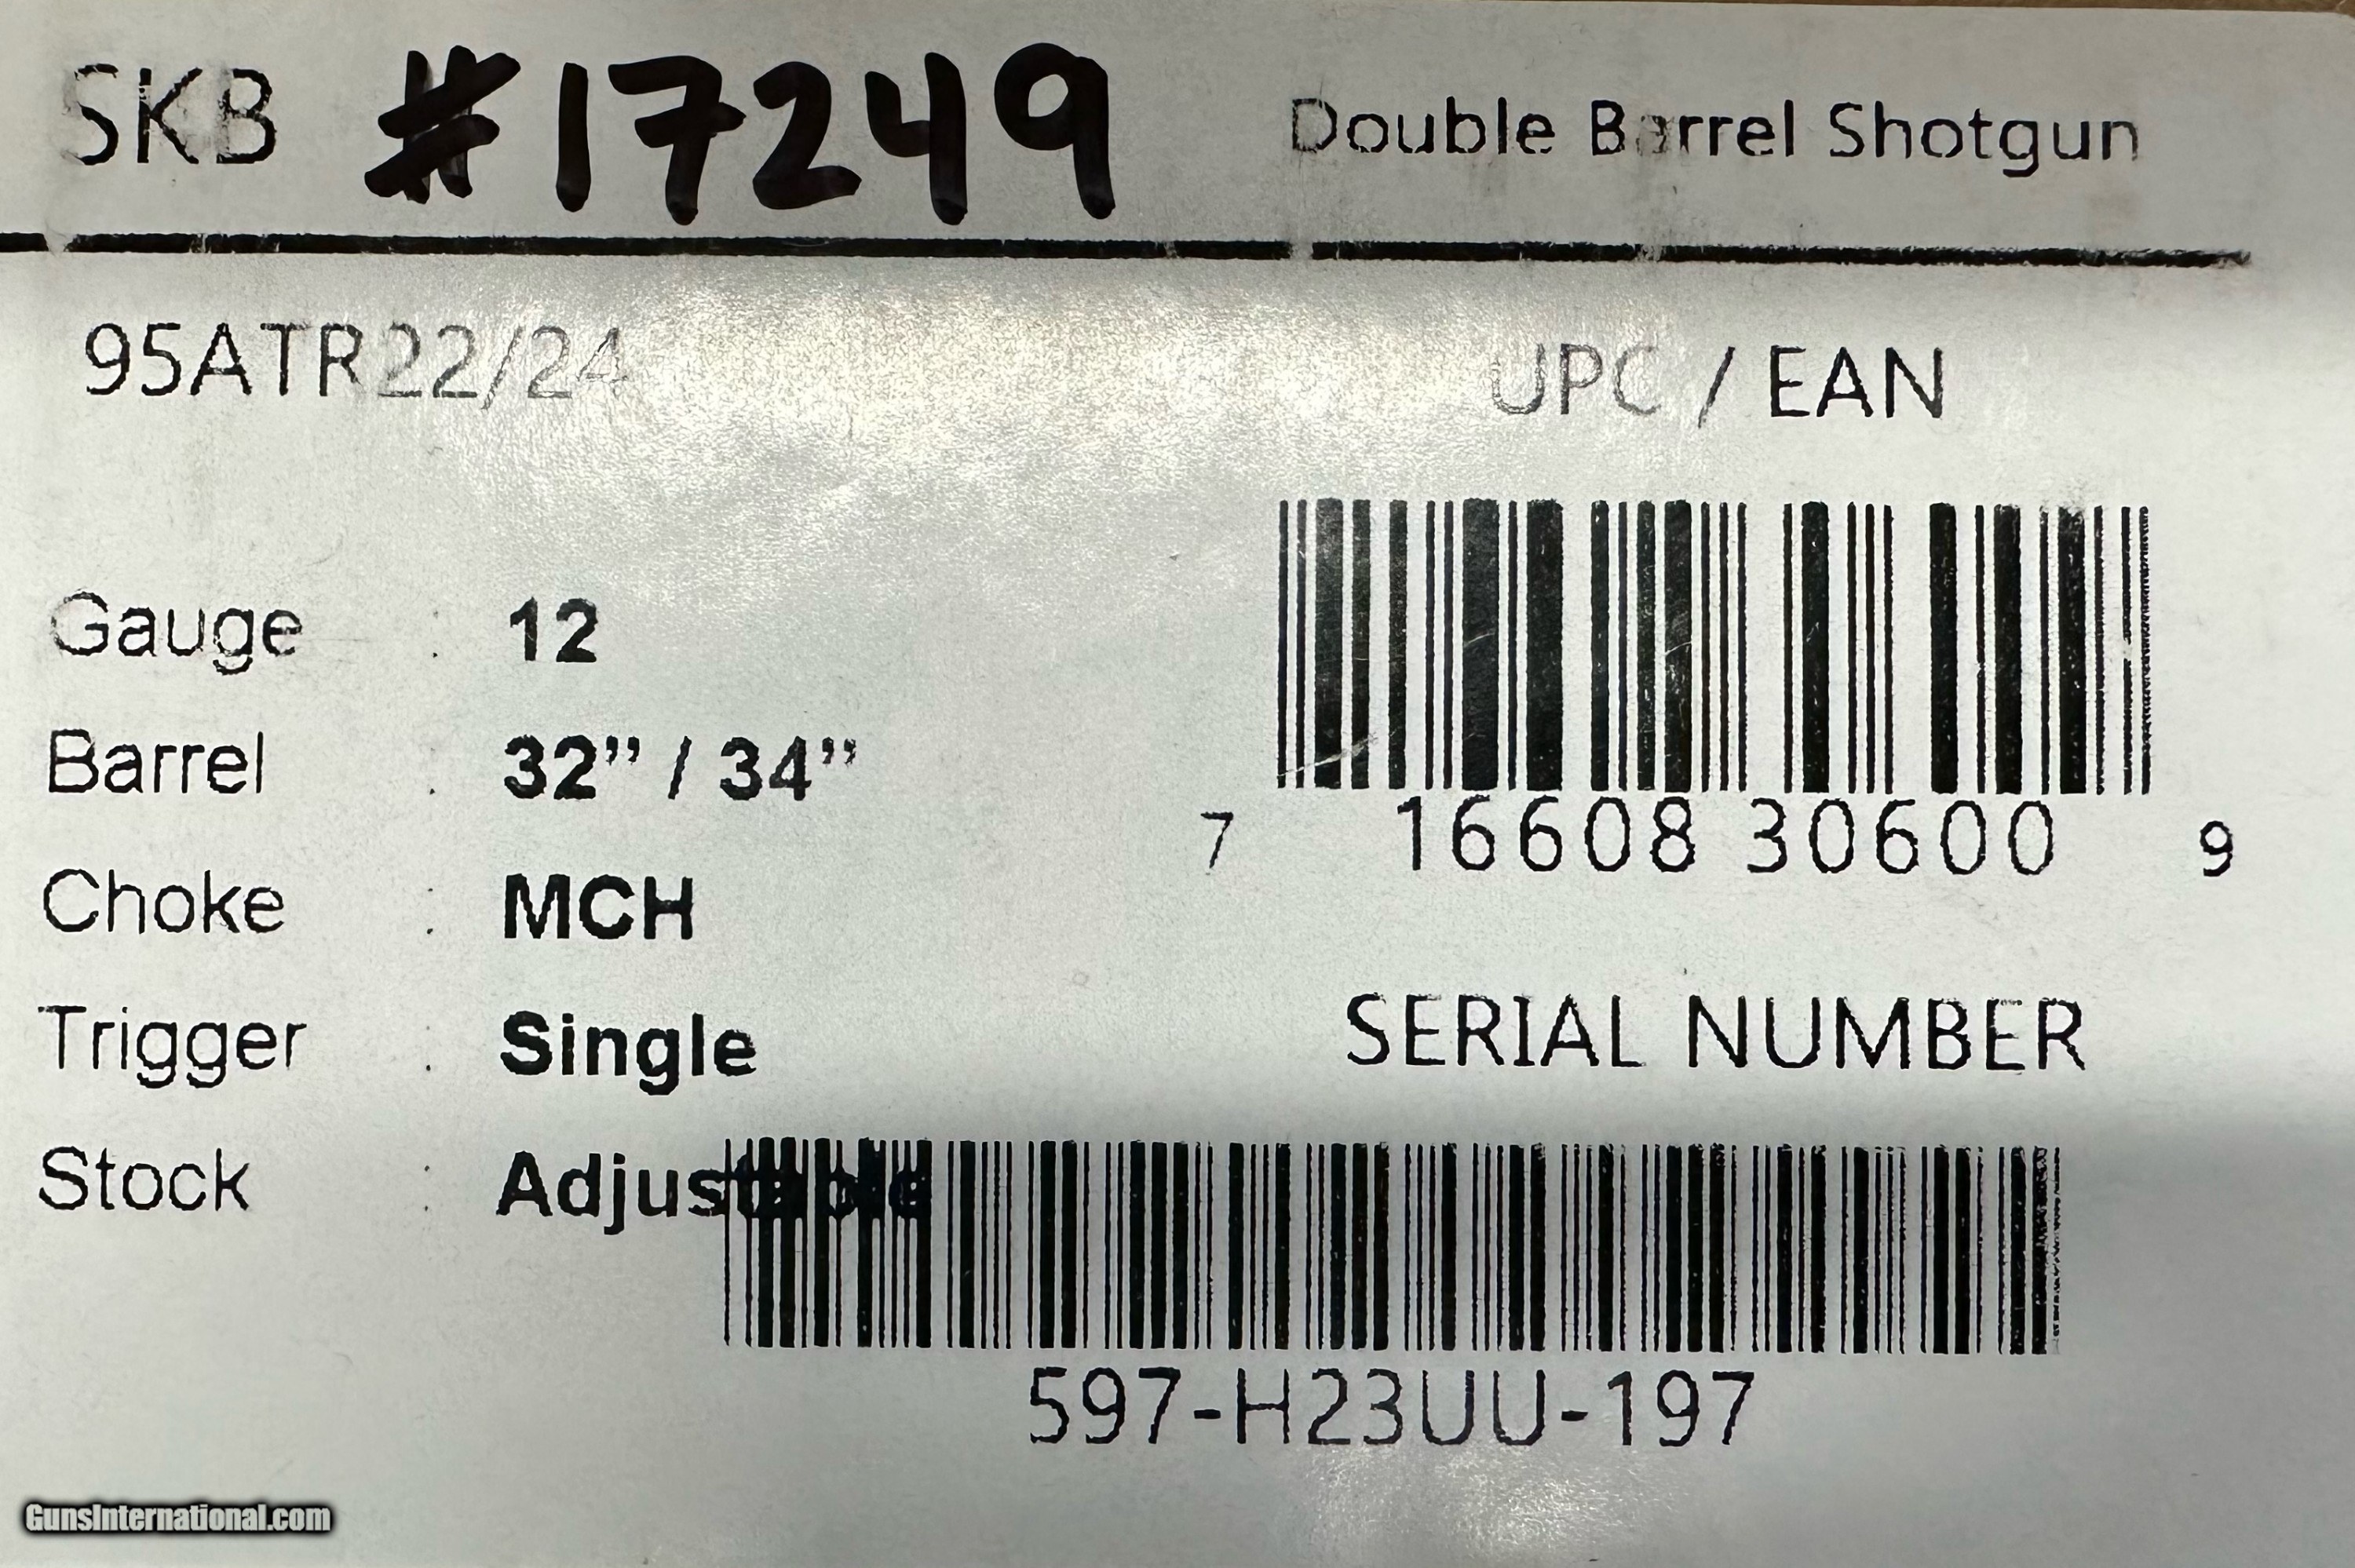 SKB #17249 Double Barrel Shotgun
95ATR22/24
UPC / EAN
Gauge : 12
Barrel : 32” / 34”
7 16608 30600 9
Choke : MCH
Trigger : Single
SERIAL NUMBER
Stock : Adjustable
597-H23UU-197
GunsInternational.com